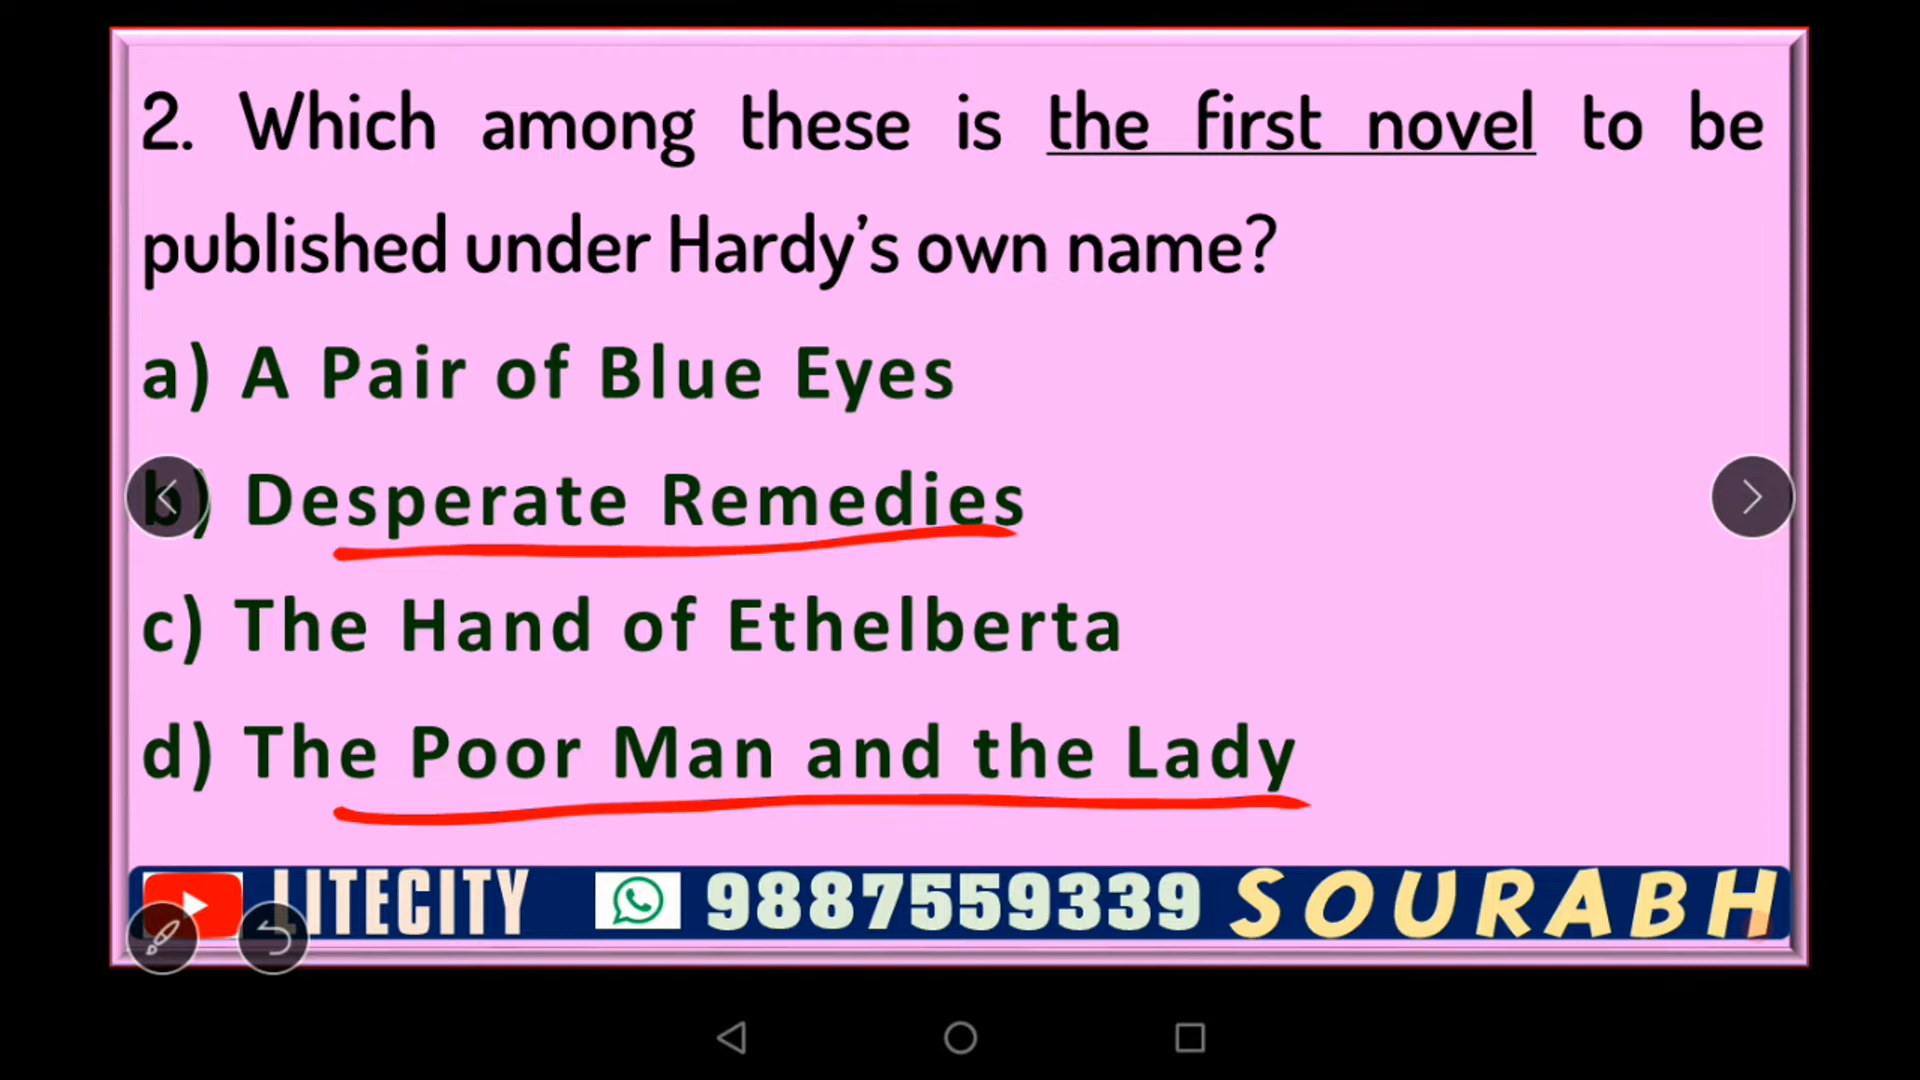 2. Which among these is the first novel to be
published under Hardy’s own name?
a) A Pair of Blue Eyes
b) Desperate Remedies
c) The Hand of Ethelberta
d) The Poor Man and the Lady
LITECITY 9887559339 SOURABH